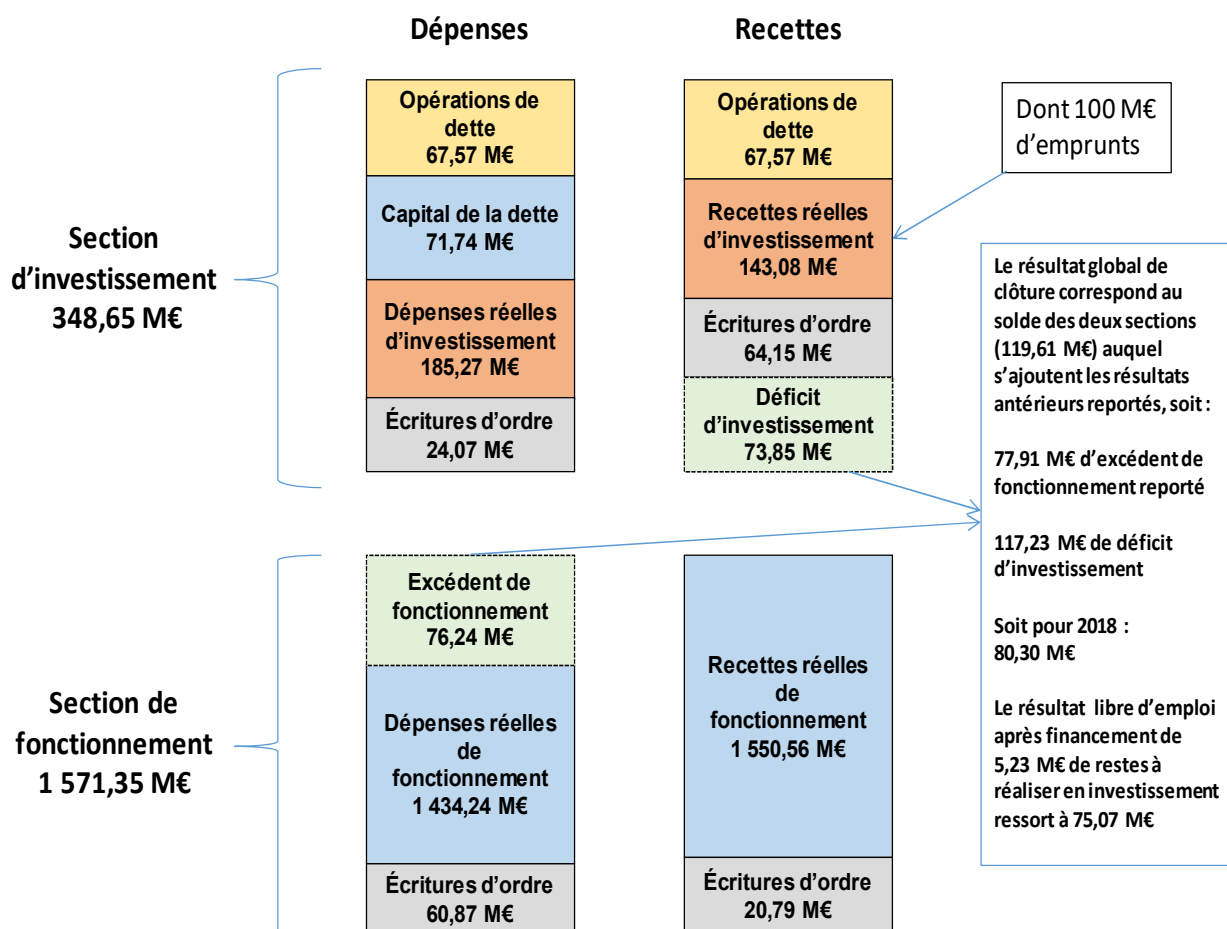 Dépenses
Recettes
Section
d’investissement
348,65 M€
Opérations de
dette
67,57 M€
Capital de la dette
71,74 M€
Dépenses réelles
d’investissement
185,27 M€
Écritures d’ordre
24,07 M€
Opérations de
dette
67,57 M€
Recettes réelles
d’investissement
143,08 M€
Écritures d’ordre
64,15 M€
Déficit
d’investissement
73,85 M€
Dont 100 M€
d’emprunts
Section de
fonctionnement
1 571,35 M€
Excédent de
fonctionnement
76,24 M€
Dépenses réelles
de
fonctionnement
1 434,24 M€
Écritures d’ordre
60,87 M€
Recettes réelles
de
fonctionnement
1 550,56 M€
Écritures d’ordre
20,79 M€
Le résultat global de
clôture correspond au
solde des deux sections
(119,61 M€) auquel
s’ajoutent les résultats
antérieurs reportés, soit :
77,91 M€ d’excédent de
fonctionnement reporté
117,23 M€ de déficit
d’investissement
Soit pour 2018 :
80,30 M€
Le résultat libre d’emploi
après financement de
5,23 M€ de restes à
réaliser en investissement
ressort à 75,07 M€